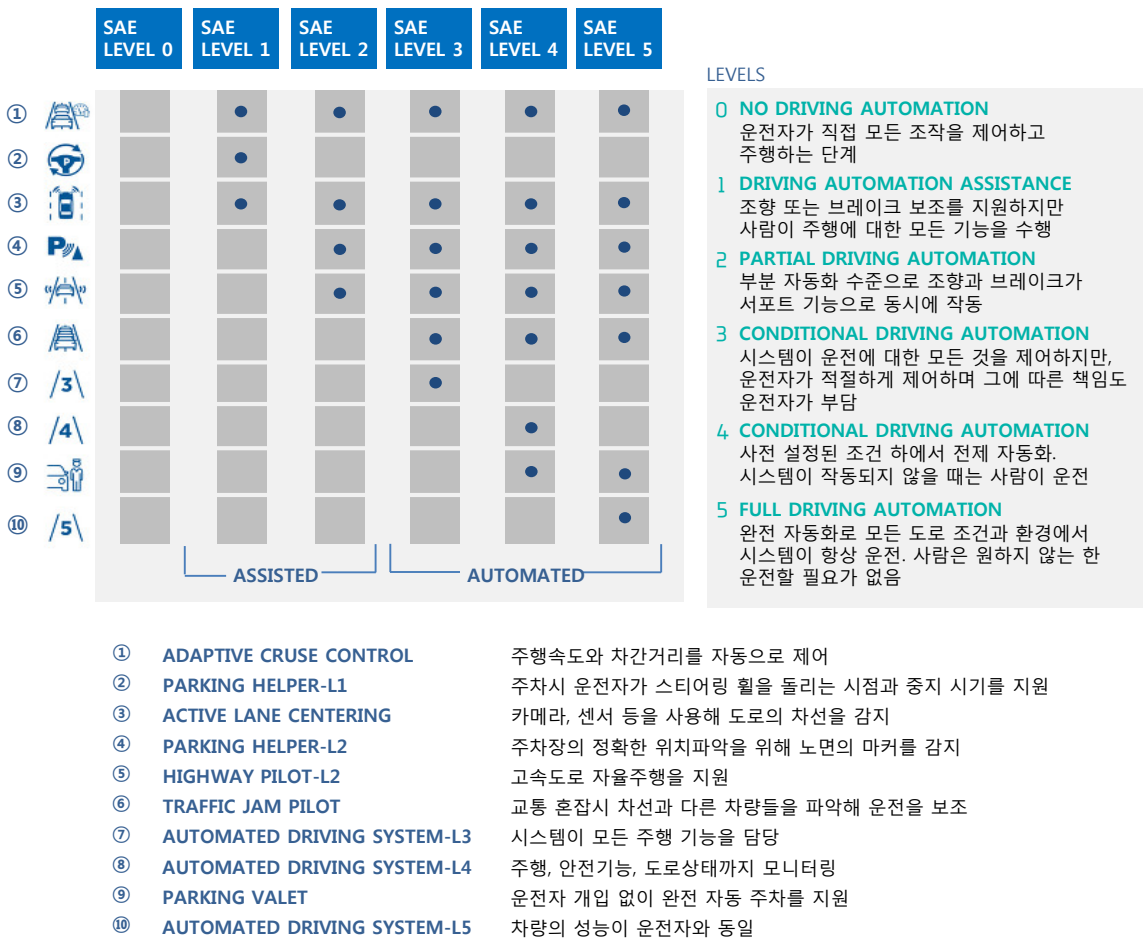 SAE LEVEL 0
SAE LEVEL 1
SAE LEVEL 2
SAE LEVEL 3
SAE LEVEL 4
SAE LEVEL 5
①
②
P
③
④ P
⑤
⑥
⑦ /3\
⑧ /4\
⑨
⑩ /5\
ASSISTED
AUTOMATED
LEVELS
0 NO DRIVING AUTOMATION
운전자가 직접 모든 조작을 제어하고
주행하는 단계
1 DRIVING AUTOMATION ASSISTANCE
조향 또는 브레이크 보조를 지원하지만
사람이 주행에 대한 모든 기능을 수행
2 PARTIAL DRIVING AUTOMATION
부분 자동화 수준으로 조향과 브레이크가
서포트 기능으로 동시에 작동
3 CONDITIONAL DRIVING AUTOMATION
시스템이 운전에 대한 모든 것을 제어하지만,
운전자가 적절하게 제어하며 그에 따른 책임도
운전자가 부담
4 CONDITIONAL DRIVING AUTOMATION
사전 설정된 조건 하에서 전제 자동화.
시스템이 작동되지 않을 때는 사람이 운전
5 FULL DRIVING AUTOMATION
완전 자동화로 모든 도로 조건과 환경에서
시스템이 항상 운전. 사람은 원하지 않는 한
운전할 필요가 없음
① ADAPTIVE CRUSE CONTROL 주행속도와 차간거리를 자동으로 제어
② PARKING HELPER-L1 주차시 운전자가 스티어링 휠을 돌리는 시점과 중지 시기를 지원
③ ACTIVE LANE CENTERING 카메라, 센서 등을 사용해 도로의 차선을 감지
④ PARKING HELPER-L2 주차장의 정확한 위치파악을 위해 노면의 마커를 감지
⑤ HIGHWAY PILOT-L2 고속도로 자율주행을 지원
⑥ TRAFFIC JAM PILOT 교통 혼잡시 차선과 다른 차량들을 파악해 운전을 보조
⑦ AUTOMATED DRIVING SYSTEM-L3 시스템이 모든 주행 기능을 담당
⑧ AUTOMATED DRIVING SYSTEM-L4 주행, 안전기능, 도로상태까지 모니터링
⑨ PARKING VALET 운전자 개입 없이 완전 자동 주차를 지원
⑩ AUTOMATED DRIVING SYSTEM-L5 차량의 성능이 운전자와 동일